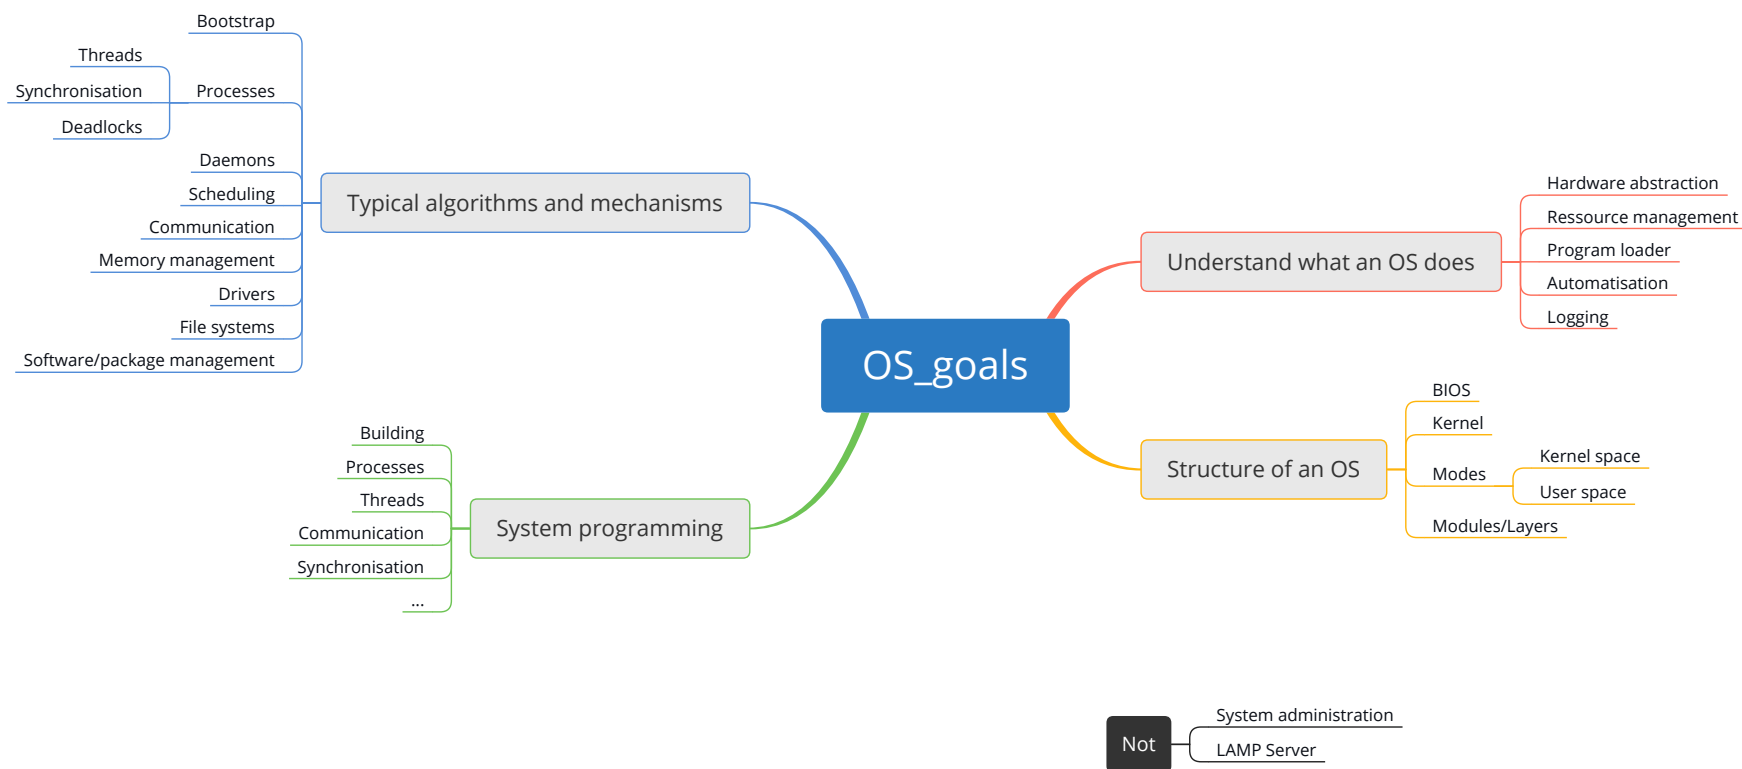 OS_goals
Typical algorithms and mechanisms
Bootstrap
Processes
Threads
Synchronisation
Deadlocks
Daemons
Scheduling
Communication
Memory management
Drivers
File systems
Software/package management
System programming
Building
Processes
Threads
Communication
Synchronisation
...
Understand what an OS does
Hardware abstraction
Ressource management
Program loader
Automatisation
Logging
Structure of an OS
BIOS
Kernel
Modes
Kernel space
User space
Modules/Layers
Not
System administration
LAMP Server